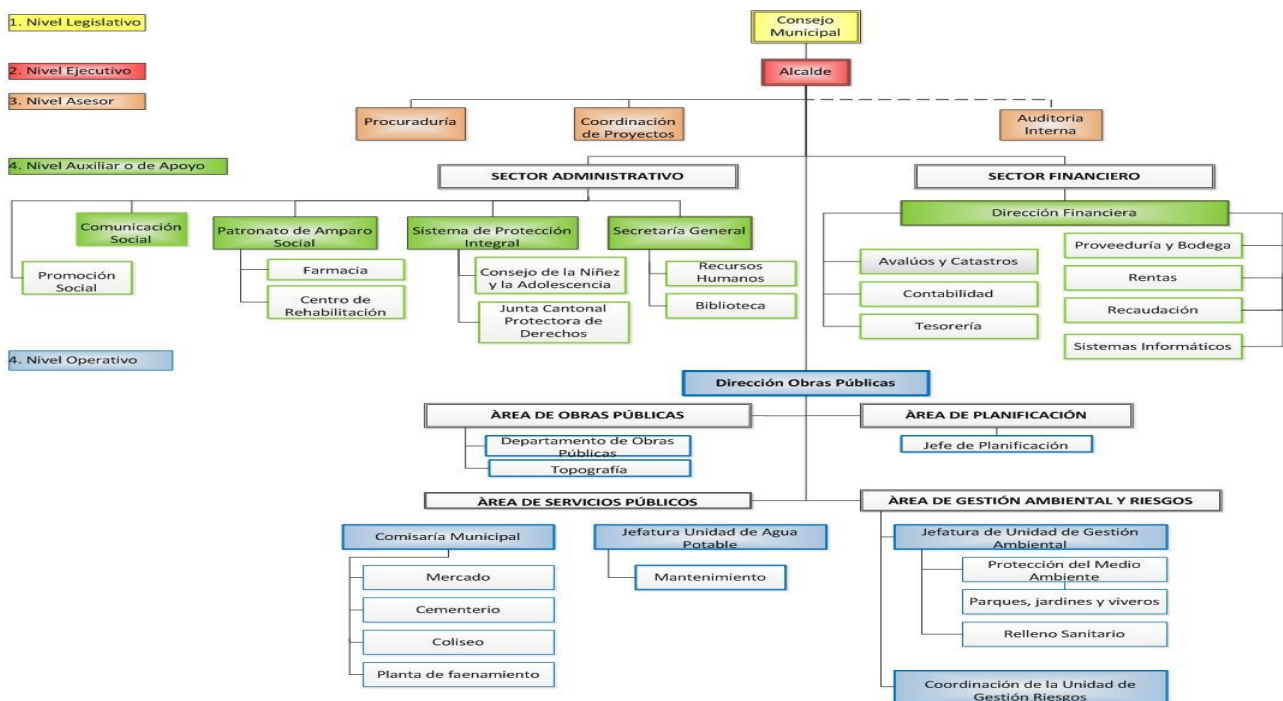 1. Nivel Legislativo
Consejo
Municipal
2. Nivel Ejecutivo
Alcalde
3. Nivel Asesor
Procuraduría
Coordinación
de Proyectos
Auditoria
Interna
4. Nivel Auxiliar o de Apoyo
SECTOR ADMINISTRATIVO
SECTOR FINANCIERO
Comunicación
Social
Patronato de Amparo
Social
Sistema de Protección
Integral
Secretaría General
Dirección Financiera
Promoción
Social
Farmacia
Centro de
Rehabilitación
Consejo de la Niñez
y la Adolescencia
Junta Cantonal
Protectora de
Derechos
Recursos
Humanos
Biblioteca
Avalúos y Catastros
Contabilidad
Tesorería
Proveeduría y Bodega
Rentas
Recaudación
Sistemas Informáticos
4. Nivel Operativo
Dirección Obras Públicas
ÀREA DE OBRAS PÚBLICAS
ÀREA DE PLANIFICACIÓN
Departamento de Obras
Públicas
Topografía
Jefe de Planificación
ÀREA DE SERVICIOS PÚBLICOS
ÀREA DE GESTIÓN AMBIENTAL Y RIESGOS
Comisaría Municipal
Mercado
Cementerio
Coliseo
Planta de faenamiento
Jefatura Unidad de Agua
Potable
Mantenimiento
Jefatura de Unidad de Gestión
Ambiental
Protección del Medio
Ambiente
Parques, jardines y viveros
Relleno Sanitario
Coordinación de la Unidad de
Gestión Riesgos